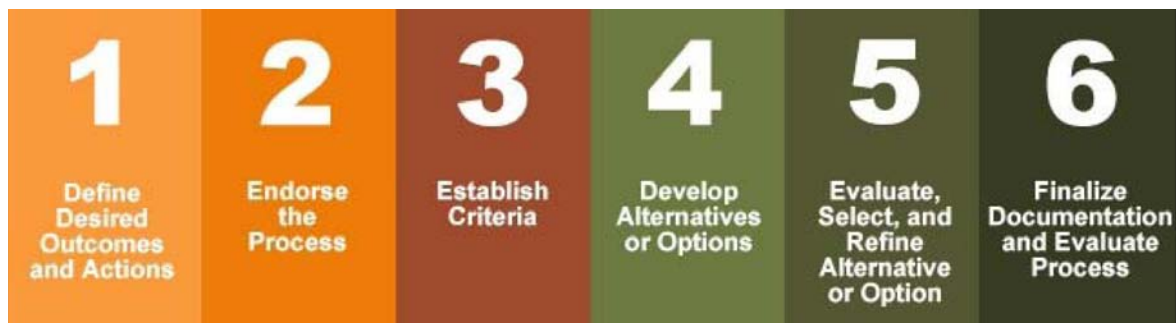 1
Define
Desired
Outcomes
and Actions
2
Endorse
the
Process
3
Establish
Criteria
4
Develop
Alternatives
or Options
5
Evaluate,
Select, and
Refine
Alternative
or Option
6
Finalize
Documentation
and Evaluate
Process